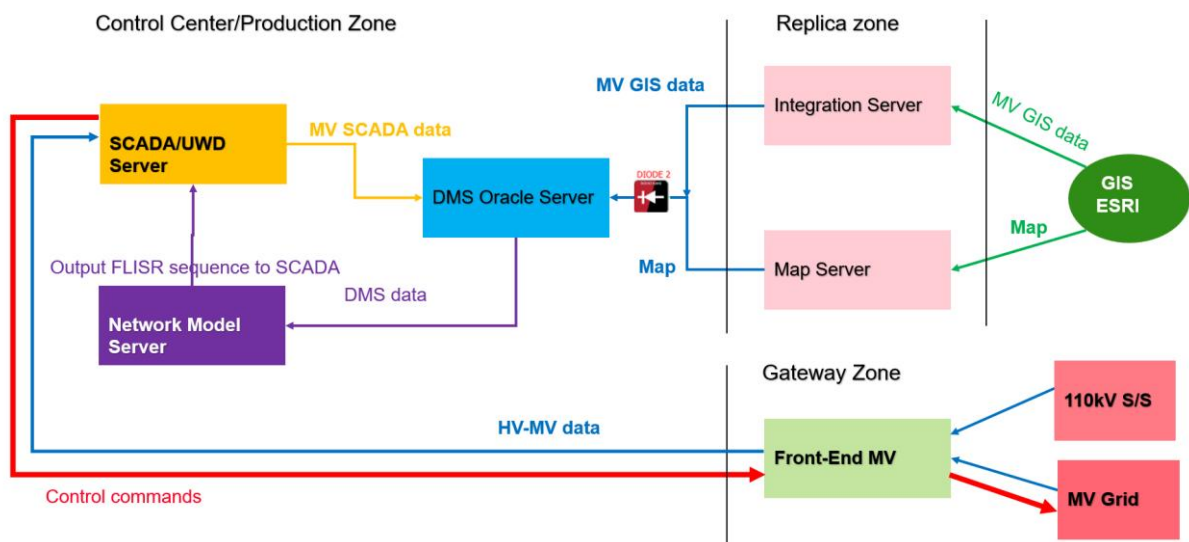 Control Center/Production Zone
Replica zone
MV GIS data
Integration Server
MV GIS data
SCADA/UWD
Server
MV SCADA data
DMS Oracle Server
DIODE 2
GIS
ESRI
Output FLISR sequence to SCADA
Map
Map Server
Map
DMS data
Network Model
Server
Gateway Zone
110kV S/S
HV-MV data
Front-End MV
MV Grid
Control commands